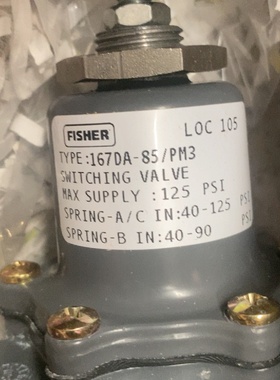 FISHER
LOC 105
TYPE:167DA-85/PM3
SWITCHING VALVE
MAX SUPPLY :125 PSI
SPRING-A/C IN:40-125 PSI
SPRING-B IN:40-90 PSI